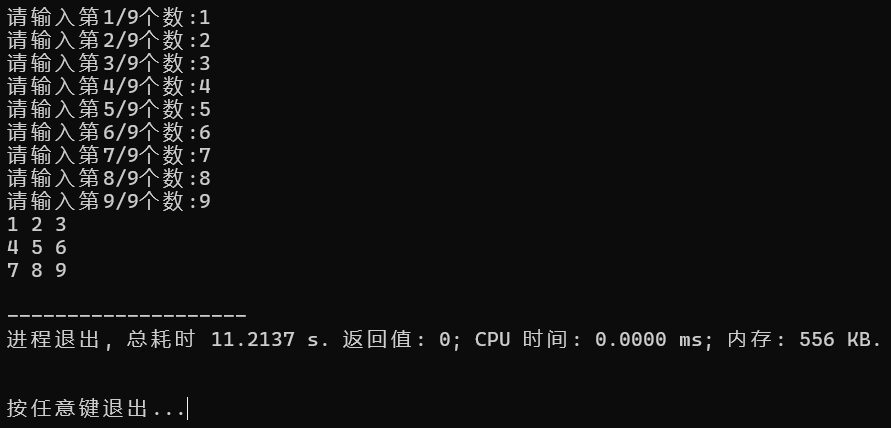 请输入第1/9个数:1
请输入第2/9个数:2
请输入第3/9个数:3
请输入第4/9个数:4
请输入第5/9个数:5
请输入第6/9个数:6
请输入第7/9个数:7
请输入第8/9个数:8
请输入第9/9个数:9
1 2 3
4 5 6
7 8 9
--------------------
进程退出, 总耗时 11.2137 s. 返回值: 0; CPU 时间: 0.0000 ms; 内存: 556 KB.
按任意键退出...